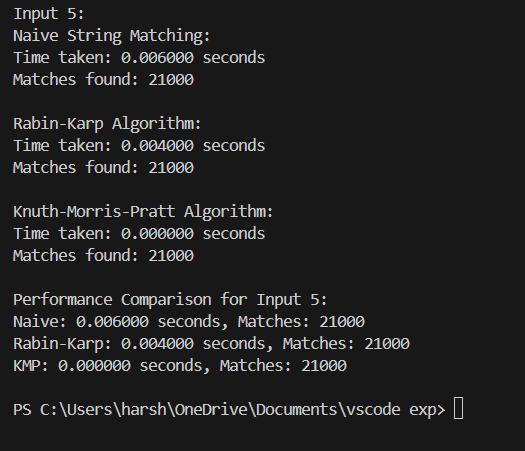 Input 5:
Naive String Matching:
Time taken: 0.006000 seconds
Matches found: 21000
Rabin-Karp Algorithm:
Time taken: 0.004000 seconds
Matches found: 21000
Knuth-Morris-Pratt Algorithm:
Time taken: 0.000000 seconds
Matches found: 21000
Performance Comparison for Input 5:
Naive: 0.006000 seconds, Matches: 21000
Rabin-Karp: 0.004000 seconds, Matches: 21000
KMP: 0.000000 seconds, Matches: 21000
PS C:\Users\harsh\OneDrive\Documents\vscode exp>